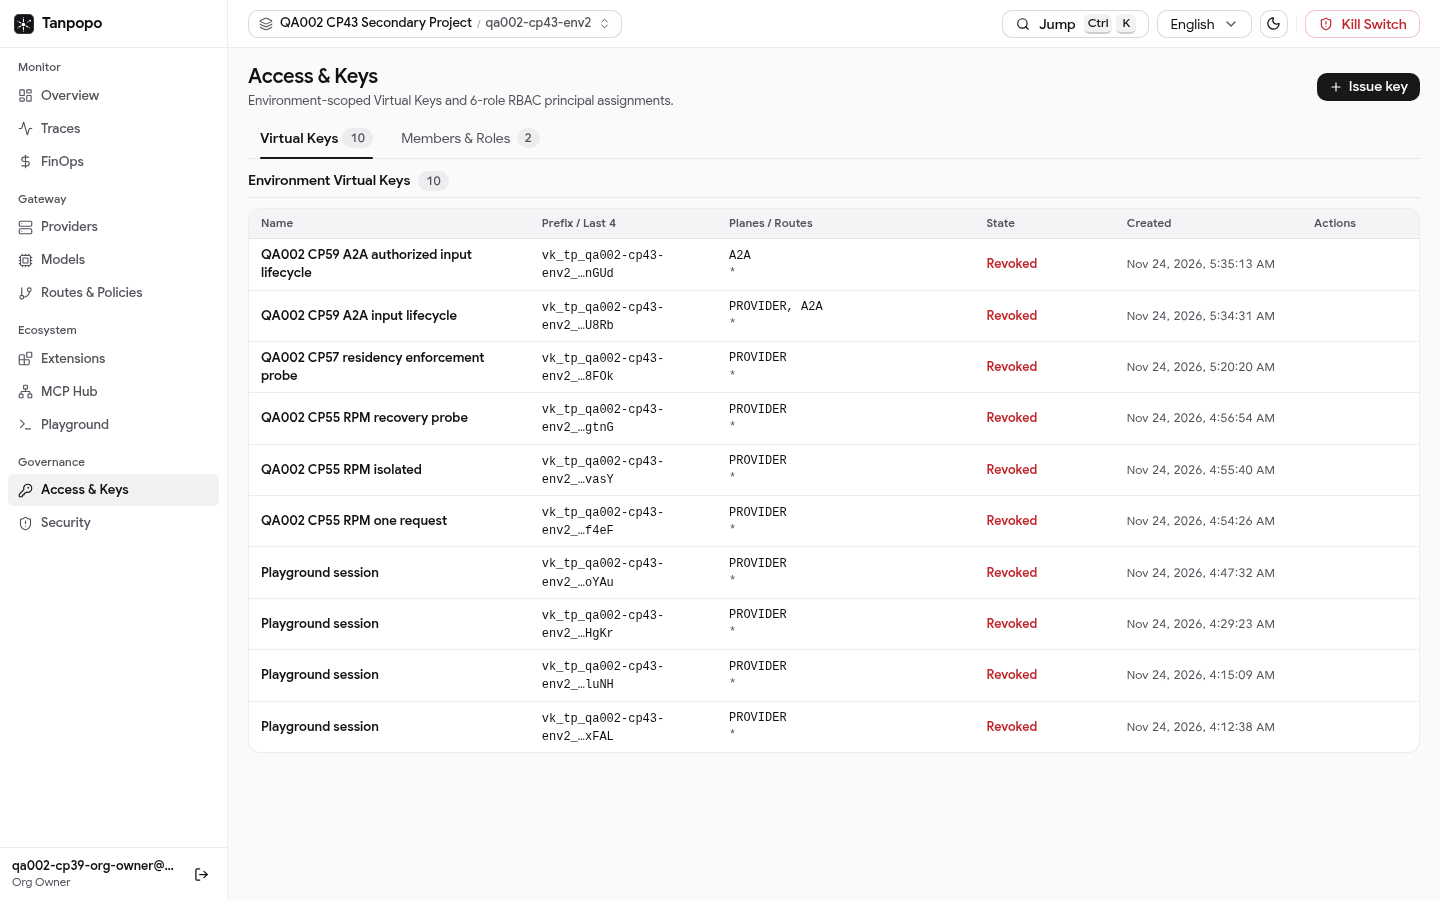 Tanpopo
QA002 CP43 Secondary Project / qa002-cp43-env2
Jump Ctrl K
English
Kill Switch
Monitor
Overview
Traces
FinOps
Gateway
Providers
Models
Routes & Policies
Ecosystem
Extensions
MCP Hub
Playground
Governance
Access & Keys
Security
qa002-cp39-org-owner@...
Org Owner
Access & Keys
Environment-scoped Virtual Keys and 6-role RBAC principal assignments.
+ Issue key
Virtual Keys 10 Members & Roles 2
Environment Virtual Keys 10
Name Prefix / Last 4 Planes / Routes State Created Actions
QA002 CP59 A2A authorized input vk_tp_qa002-cp43- A2A Revoked Nov 24, 2026, 5:35:13 AM
lifecycle env2_…nGUd *
QA002 CP59 A2A input lifecycle vk_tp_qa002-cp43- PROVIDER, A2A Revoked Nov 24, 2026, 5:34:31 AM
env2_…U8Rb *
QA002 CP57 residency enforcement vk_tp_qa002-cp43- PROVIDER Revoked Nov 24, 2026, 5:20:20 AM
probe env2_…8FOk *
QA002 CP55 RPM recovery probe vk_tp_qa002-cp43- PROVIDER Revoked Nov 24, 2026, 4:56:54 AM
env2_…gtnG *
QA002 CP55 RPM isolated vk_tp_qa002-cp43- PROVIDER Revoked Nov 24, 2026, 4:55:40 AM
env2_…vasY *
QA002 CP55 RPM one request vk_tp_qa002-cp43- PROVIDER Revoked Nov 24, 2026, 4:54:26 AM
env2_…f4eF *
Playground session vk_tp_qa002-cp43- PROVIDER Revoked Nov 24, 2026, 4:47:32 AM
env2_…oYAu *
Playground session vk_tp_qa002-cp43- PROVIDER Revoked Nov 24, 2026, 4:29:23 AM
env2_…HgKr *
Playground session vk_tp_qa002-cp43- PROVIDER Revoked Nov 24, 2026, 4:15:09 AM
env2_…luNH *
Playground session vk_tp_qa002-cp43- PROVIDER Revoked Nov 24, 2026, 4:12:38 AM
env2_…xFAL *